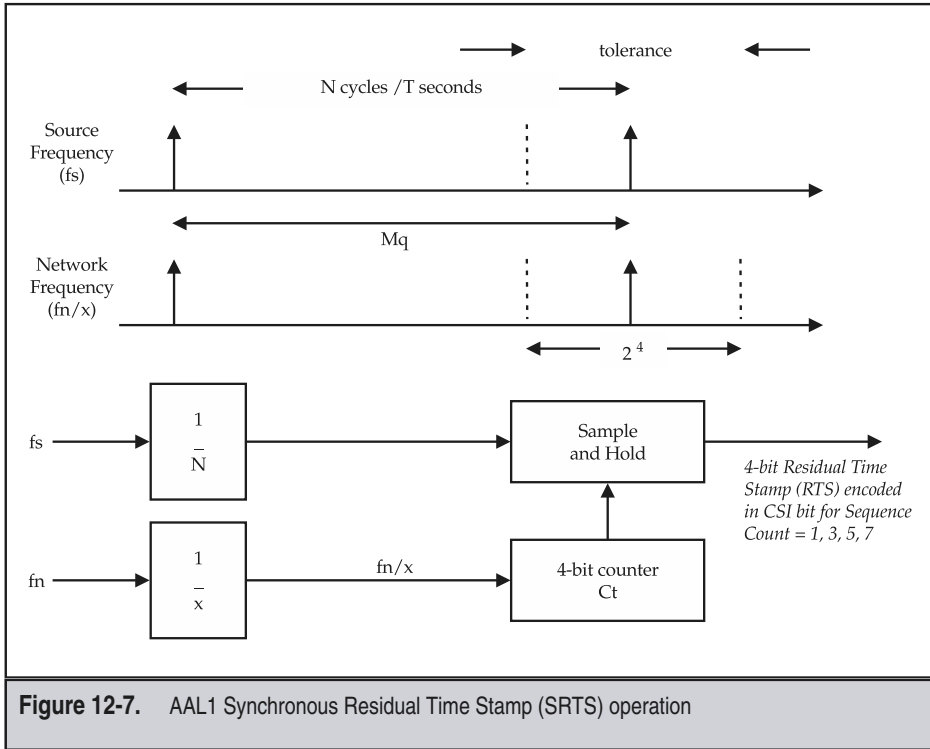 tolerance
N cycles /T seconds
Source
Frequency
(fs)
Mq
Network
Frequency
(fn/x)
2 4
fs
1
N
Sample
and Hold
4-bit Residual Time
Stamp (RTS) encoded
in CSI bit for Sequence
Count = 1, 3, 5, 7
fn
1
x
fn/x
4-bit counter
Ct
Figure 12-7. AAL1 Synchronous Residual Time Stamp (SRTS) operation